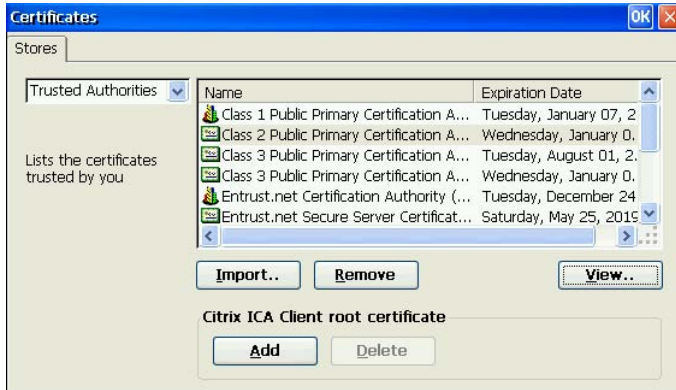 Certificates OK
Stores
Trusted Authorities
Lists the certificates
trusted by you
Name Expiration Date
Class 1 Public Primary Certification A... Tuesday, January 07, 2
Class 2 Public Primary Certification A... Wednesday, January 0.
Class 3 Public Primary Certification A... Tuesday, August 01, 2.
Class 3 Public Primary Certification A... Wednesday, January 0.
Entrust.net Certification Authority (... Tuesday, December 24
Entrust.net Secure Server Certificat... Saturday, May 25, 2019
Import.. Remove View..
Citrix ICA Client root certificate
Add Delete